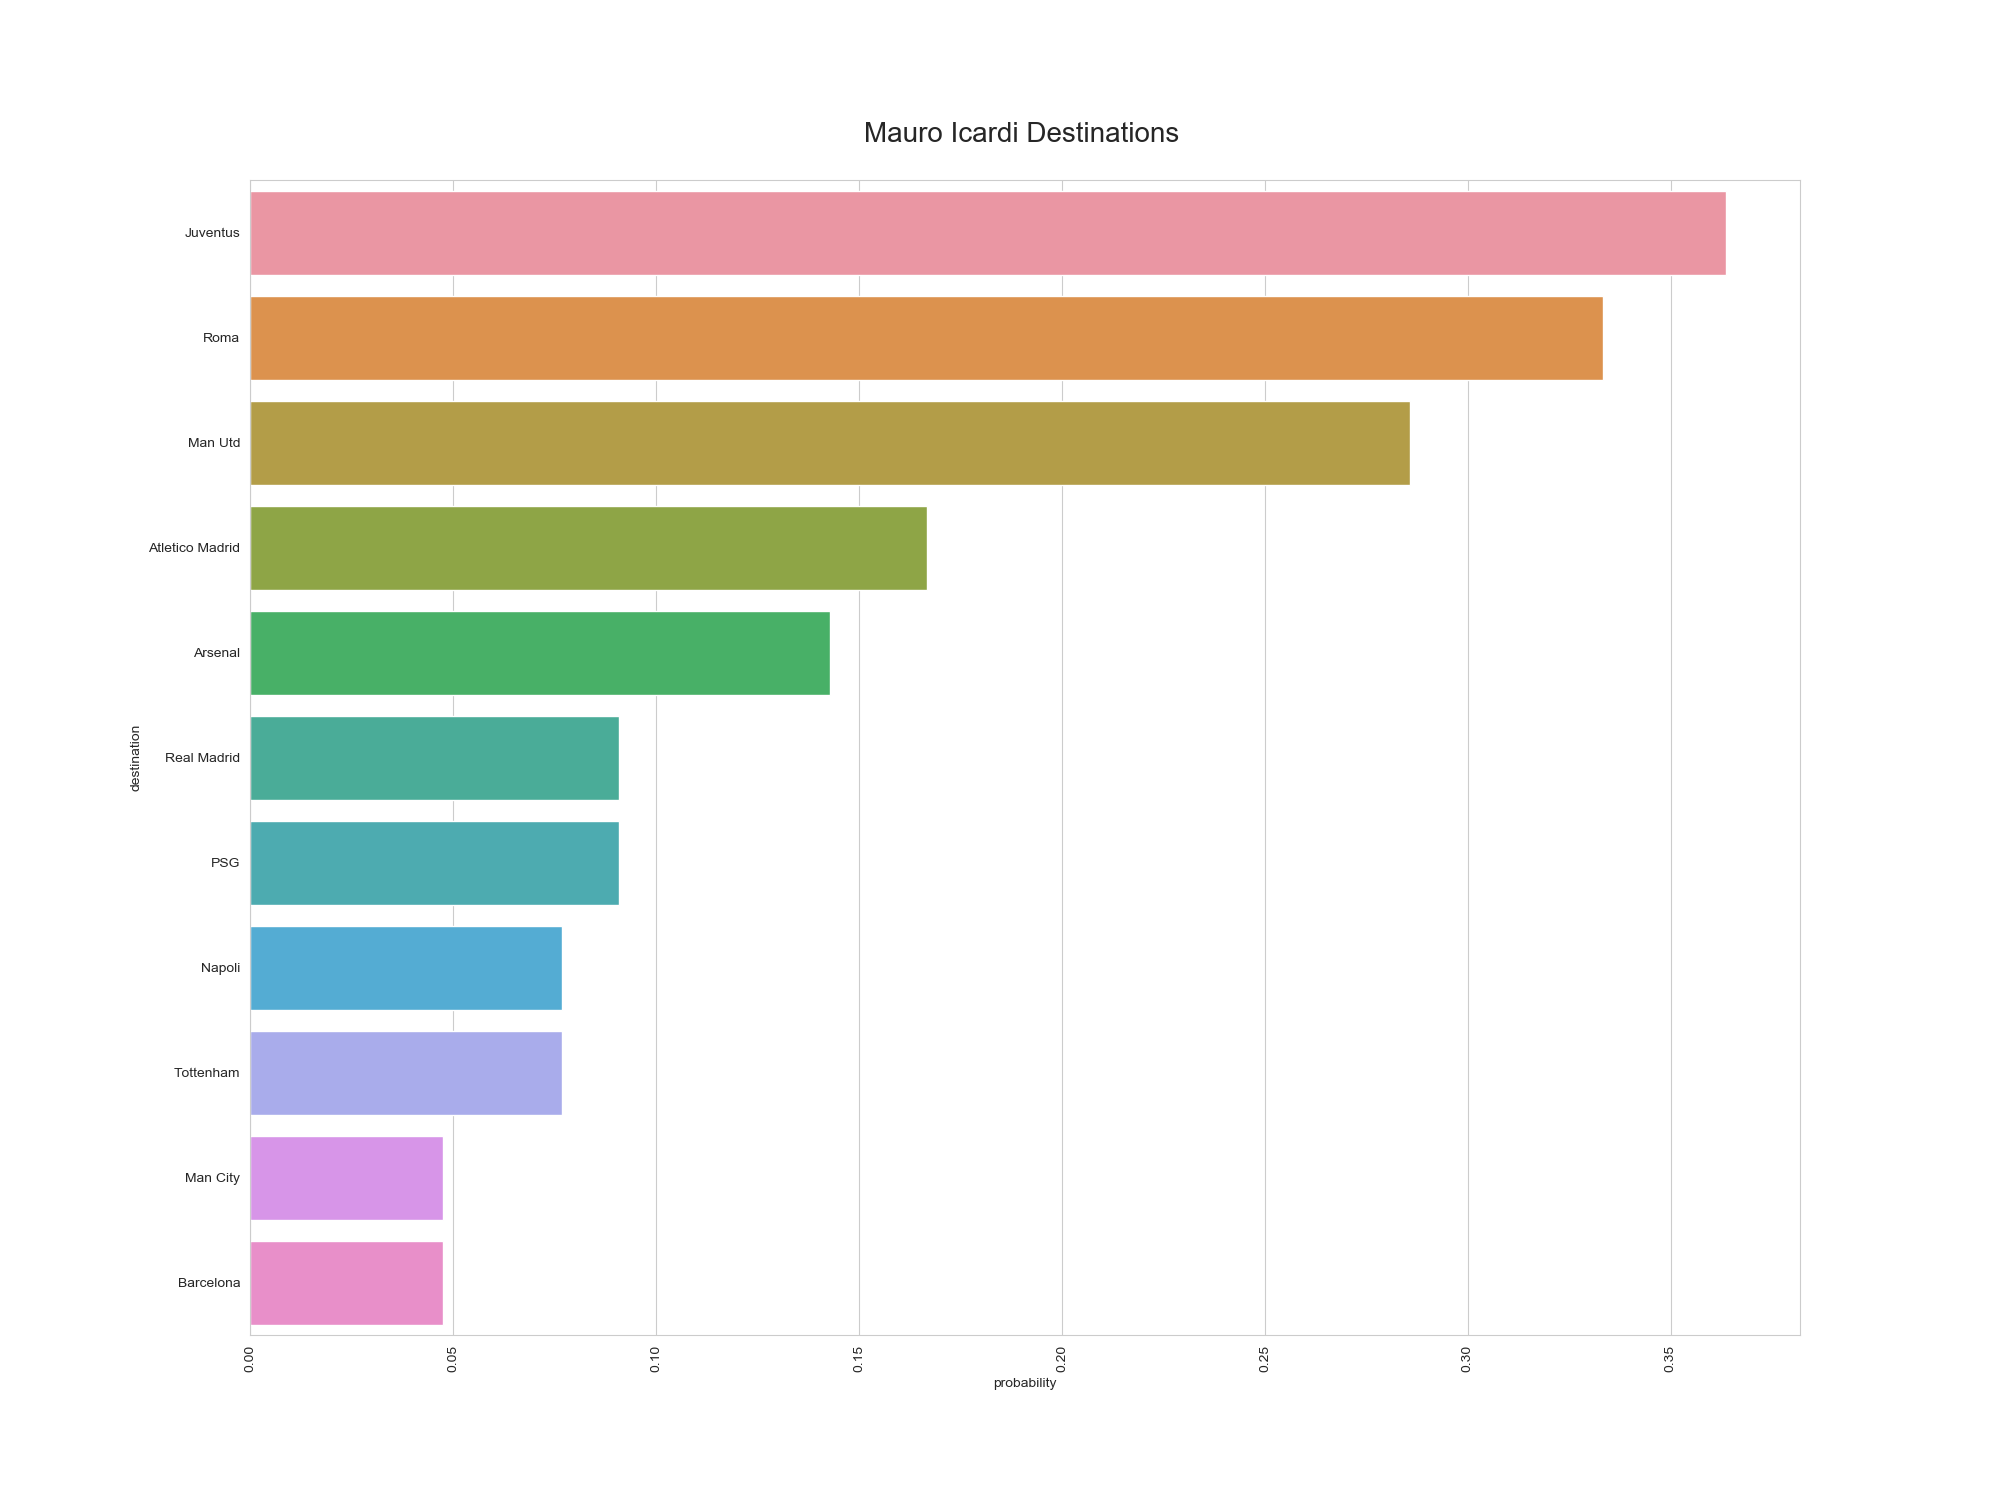 Mauro Icardi Destinations
destination
Juventus
Roma
Man Utd
Atletico Madrid
Arsenal
Real Madrid
PSG
Napoli
Tottenham
Man City
Barcelona
0.00
0.05
0.10
0.15
0.20
0.25
0.30
0.35
probability